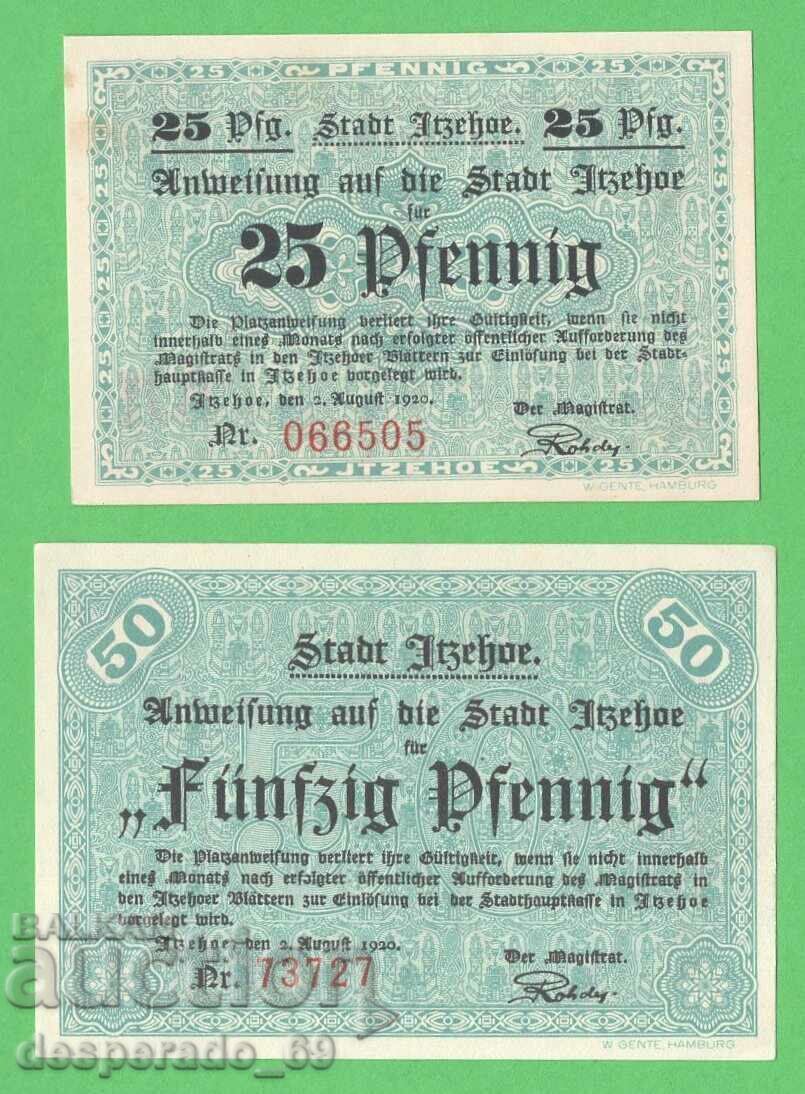 PFENNIG
25 Pfg. Stadt Itzehoe. 25 Pfg.
Anweisung auf die Stadt Itzehoe
für
25 Pfennig
Die Platzanweisung verliert ihre Gültigkeit, wenn sie nicht
innerhalb eines Monats nach erfolgter öffentlicher Aufforderung des
Magistrats in den Itzehoer Blättern zur Einlösung bei der Stadt-
hauptkasse in Itzehoe vorgelegt wird.
Itzehoe, den 2. August 1920. Der Magistrat.
Nr. 066505 Rohde.
25 JTZEHOE 25
W. GENTE, HAMBURG
50 50
Stadt Itzehoe.
Anweisung auf die Stadt Itzehoe
für
„Fünfzig Pfennig“
Die Platzanweisung verliert ihre Gültigkeit, wenn sie nicht innerhalb
eines Monats nach erfolgter öffentlicher Aufforderung des Magistrats in
den Itzehoer Blättern zur Einlösung bei der Stadthauptkasse in Itzehoe
vorgelegt wird.
Itzehoe, den 2. August 1920. Der Magistrat.
Nr. 73727 Rohde.
W. GENTE, HAMBURG
BALKAN
auction
desperado_69